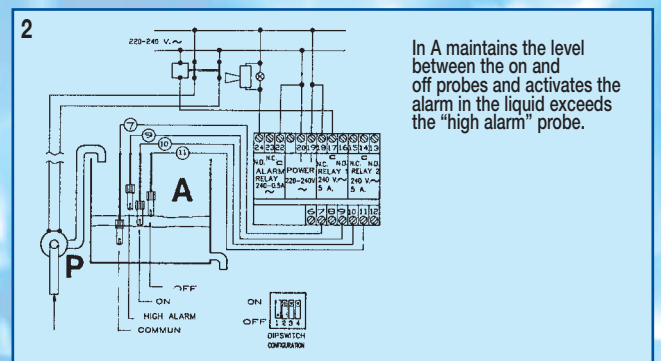 2
220-240 V.~
In A maintains the level
between the on and
off probes and activates the
alarm in the liquid exceeds
the “high alarm” probe.
7
9
10
11
A
P
24 23 22 20 19 18 17 16 15 14 13
N.O. N.C. C N.C. N.O. N.C. N.O.
ALARM POWER RELAY 1 RELAY 2
RELAY 220-240V 240 V.~ 240 V.~
240-0.5A ~ 5 A. 5 A.
~
6 7 8 9 10 11 12
OFF
ON
HIGH ALARM
COMMUN
ON
OFF
1 2 3 4
DIPSWITCH
CONFIGURATION